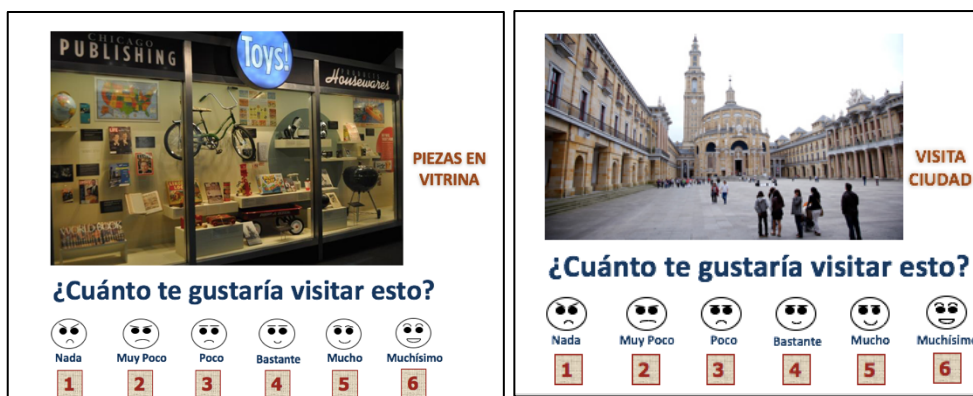 CHICAGO
PUBLISHING
Toys!
Housewares
PIEZAS EN
VITRINA
¿Cuánto te gustaría visitar esto?
Nada Muy Poco Poco Bastante Mucho Muchísimo
1 2 3 4 5 6
VISITA
CIUDAD
¿Cuánto te gustaría visitar esto?
Nada Muy Poco Poco Bastante Mucho Muchísimo
1 2 3 4 5 6